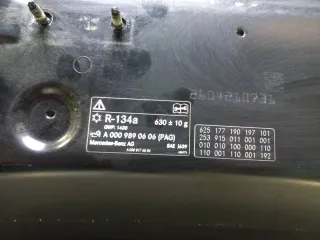 2604210731
R-134a
630 ± 10 g
GWP: 1430
A 000 989 06 06 (PAG)
Mercedes-Benz AG
SAE J639
625 177 190 197 101
253 915 011 001 001
010 010 100 000 110
110 001 110 001 192